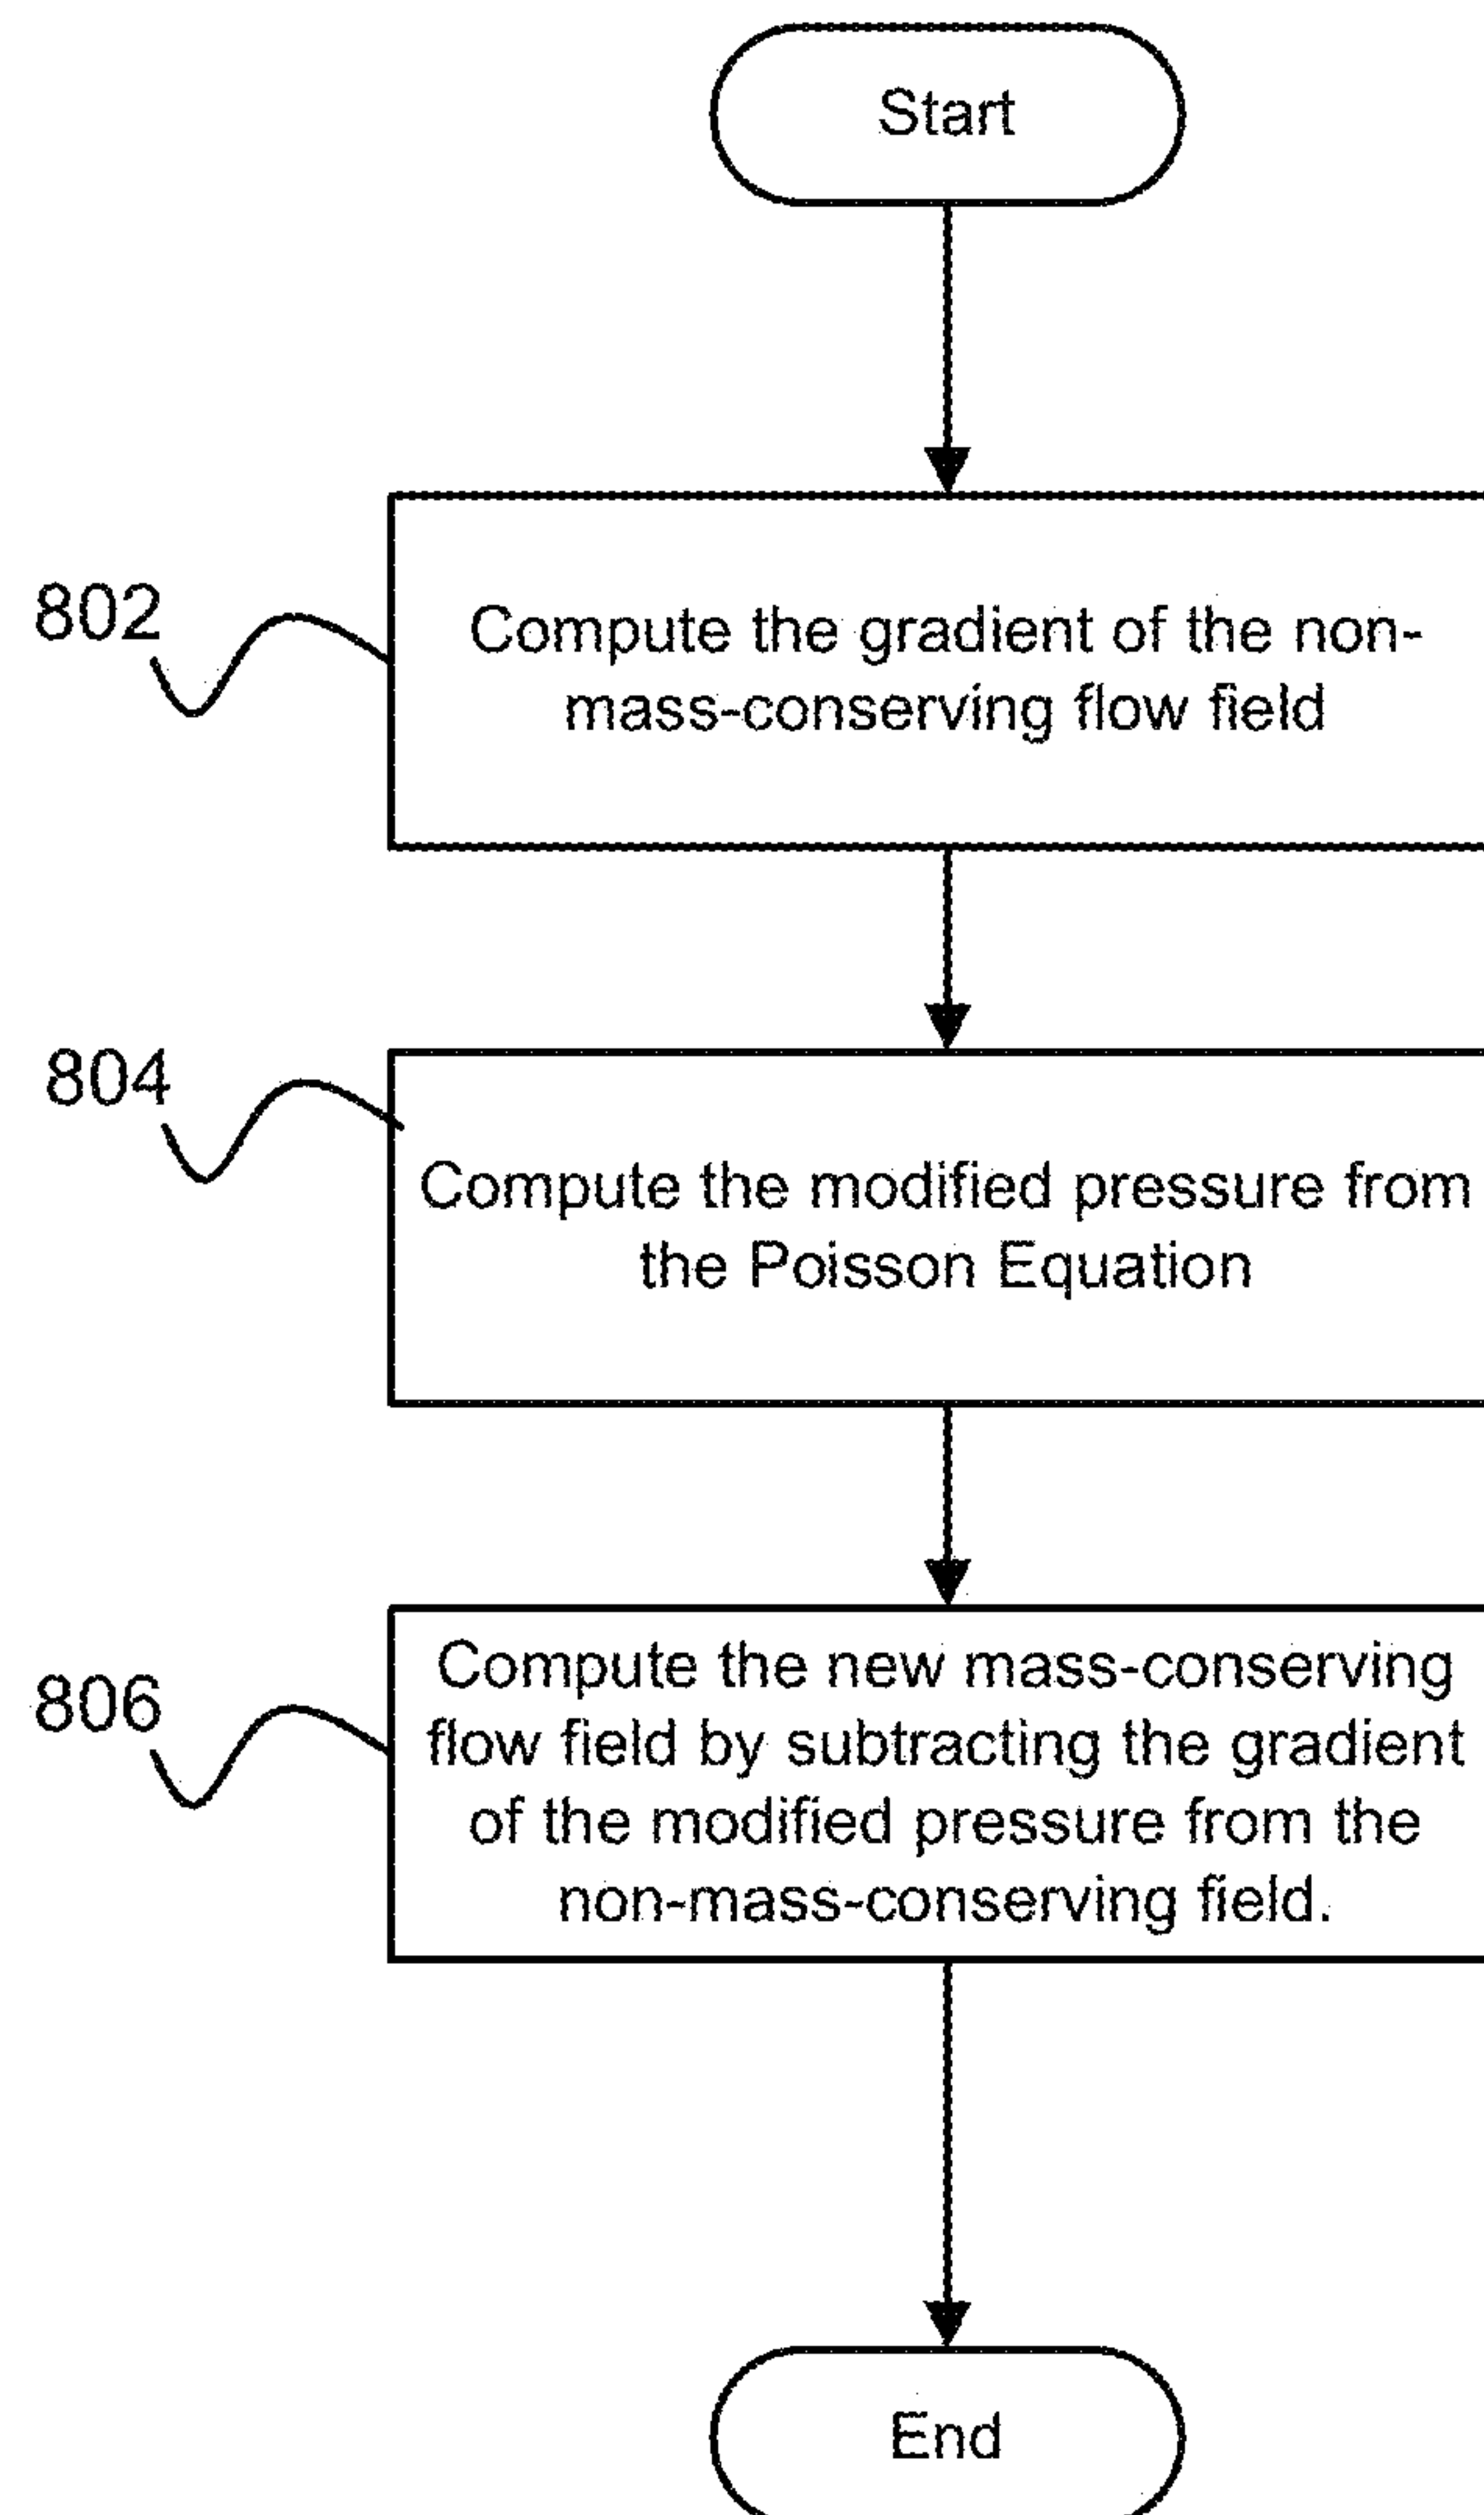 Start
802
Compute the gradient of the non-
mass-conserving flow field
804
Compute the modified pressure from
the Poisson Equation
806
Compute the new mass-conserving
flow field by subtracting the gradient
of the modified pressure from the
non-mass-conserving field.
End